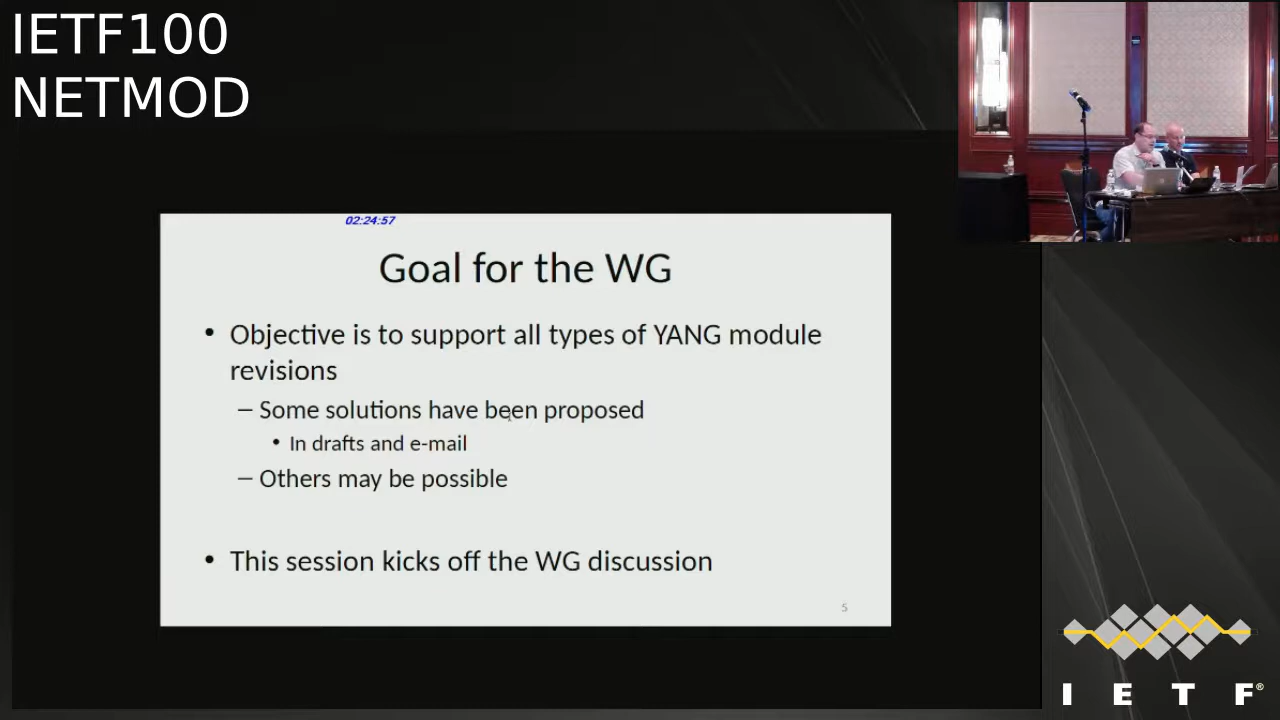 IETF100
NETMOD
02:24:57
Goal for the WG
• Objective is to support all types of YANG module
revisions
– Some solutions have been proposed
• In drafts and e-mail
– Others may be possible
• This session kicks off the WG discussion
5
I E T F®